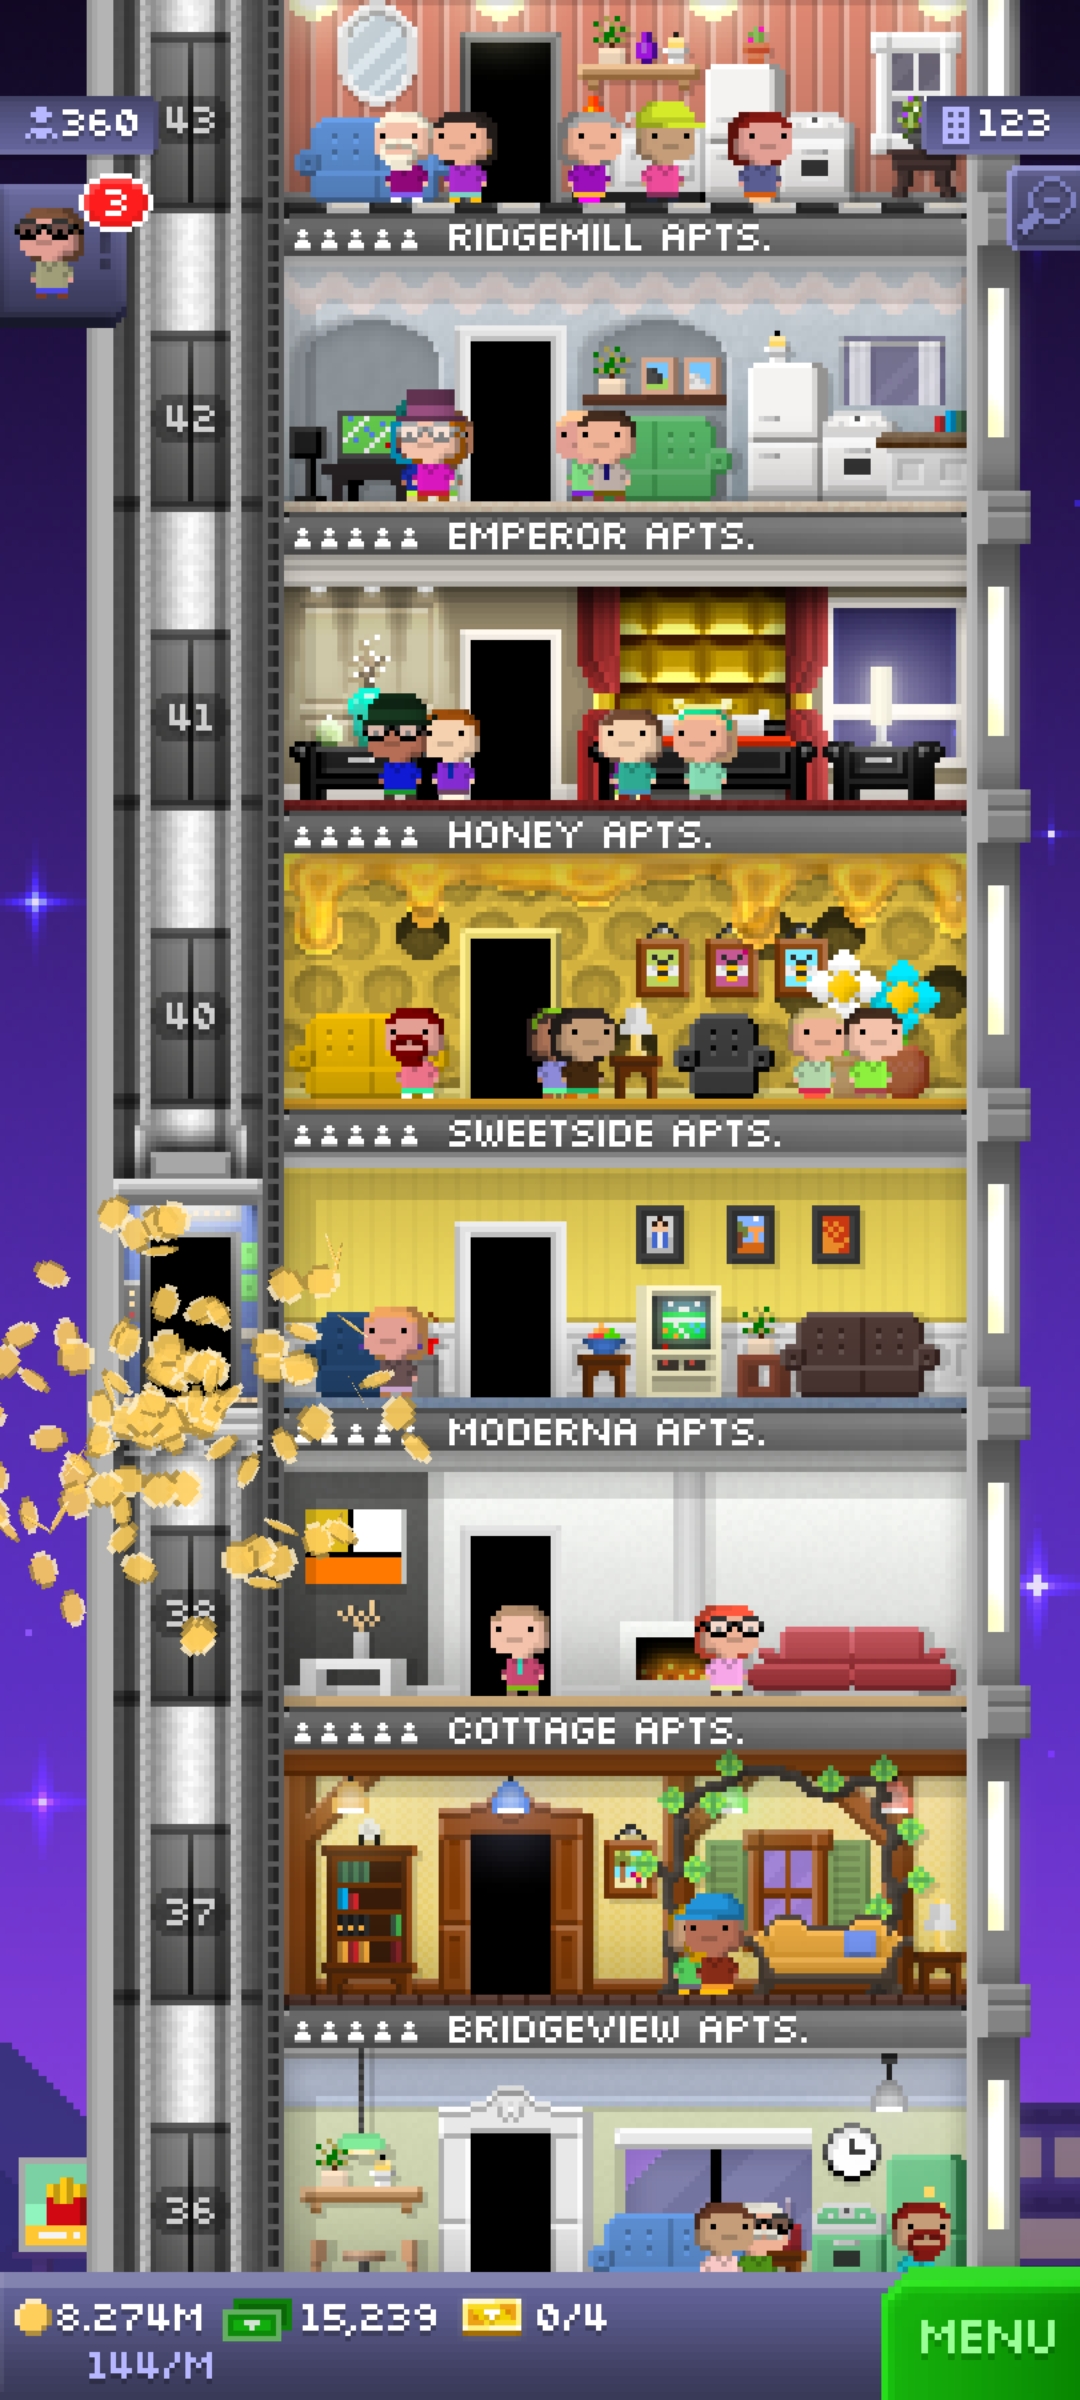 43
360
123
3
RIDGEMILL APTS.
42
EMPEROR APTS.
41
HONEY APTS.
40
SWEETSIDE APTS.
MODERNA APTS.
38
COTTAGE APTS.
37
BRIDGEVIEW APTS.
36
8.274M 15,239 0/4
144/M
MENU